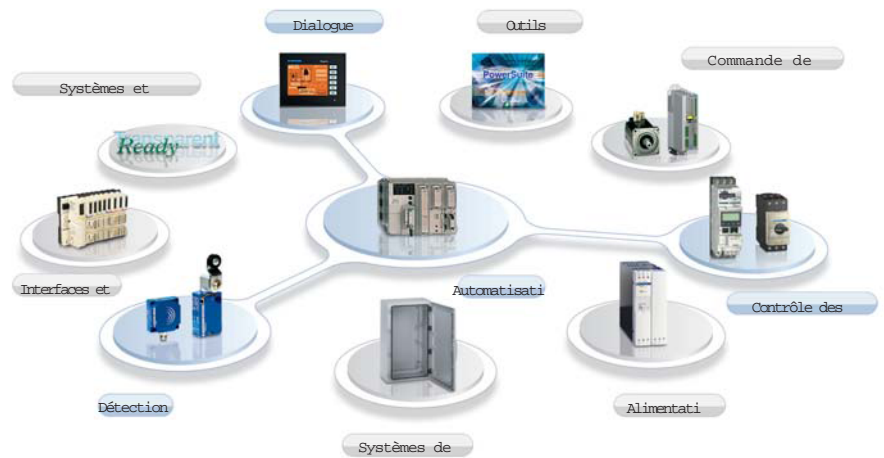 Dialogue
Outils
Commande de
Systèmes et
PowerSuite
Transparent
Ready
Interfaces et
Automatisati
Contrôle des
Détection
Alimentati
Systèmes de